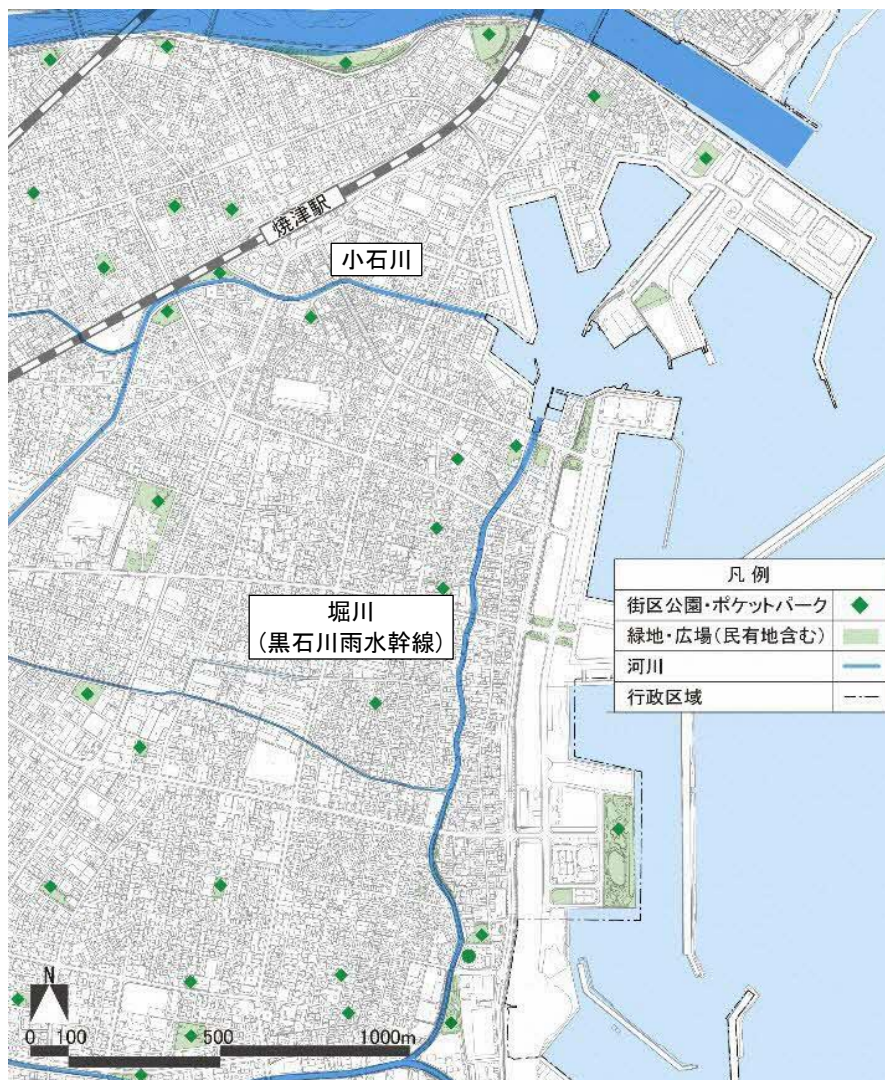 焼津駅
小石川
堀川
(黒石川雨水幹線)
凡例
街区公園・ポケットパーク
緑地・広場(民有地含む)
河川
行政区域
N
0 100 500 1000m